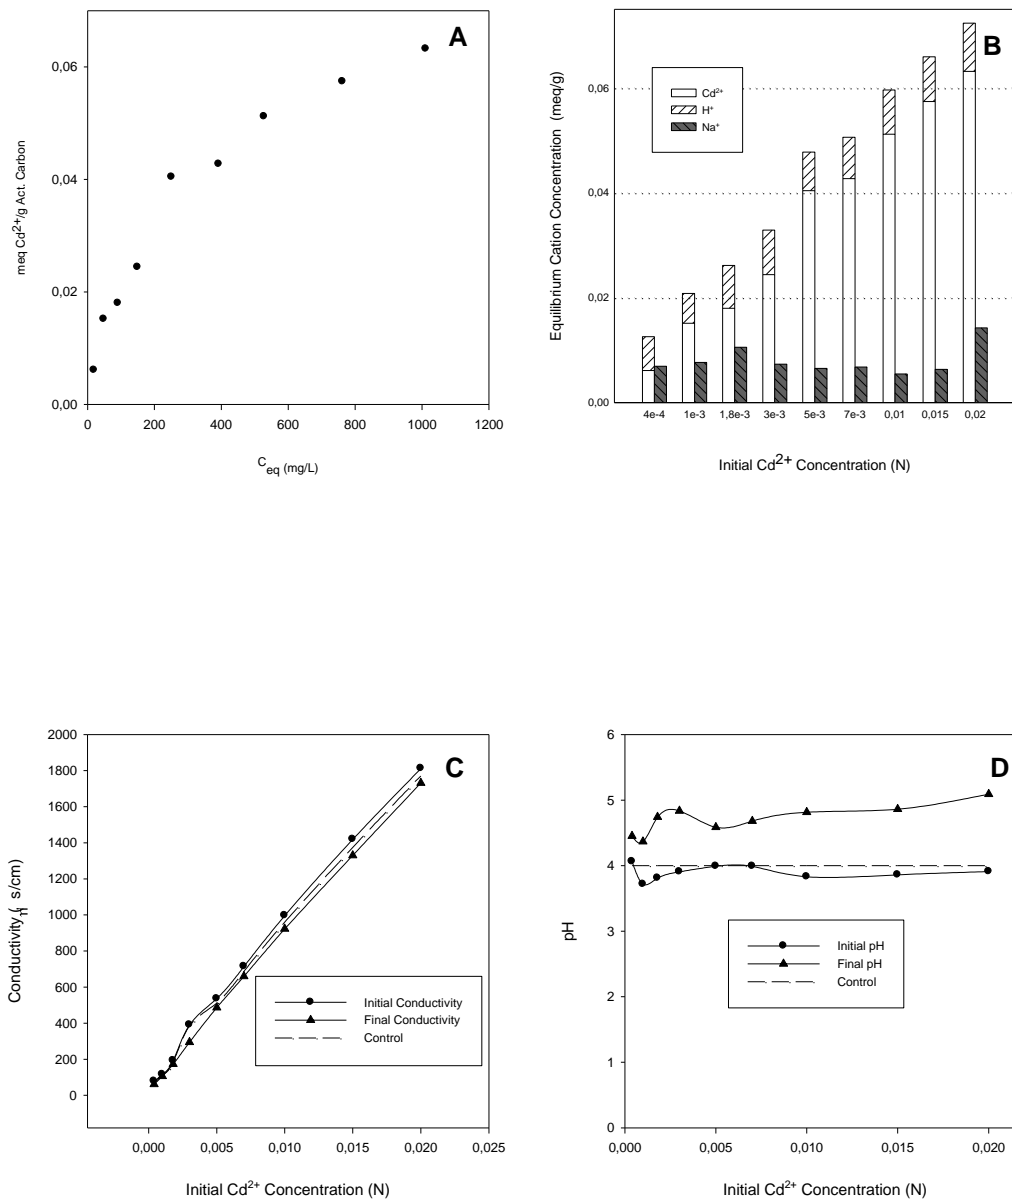 A
meq Cd²⁺/g Act. Carbon
0,06
0,04
0,02
0,00
0 200 400 600 800 1000 1200
C eq (mg/L)
B
Equilibrium Cation Concentration (meq/g)
0,06
0,04
0,02
0,00
Cd²⁺
H⁺
Na⁺
4e-4 1e-3 1,8e-3 3e-3 5e-3 7e-3 0,01 0,015 0,02
Initial Cd²⁺ Concentration (N)
C
Conductivity (µs/cm)
2000
1800
1600
1400
1200
1000
800
600
400
200
0
Initial Conductivity
Final Conductivity
Control
0,000 0,005 0,010 0,015 0,020 0,025
Initial Cd²⁺ Concentration (N)
D
pH
6
5
4
3
2
1
0
Initial pH
Final pH
Control
0,000 0,005 0,010 0,015 0,020
Initial Cd²⁺ Concentration (N)